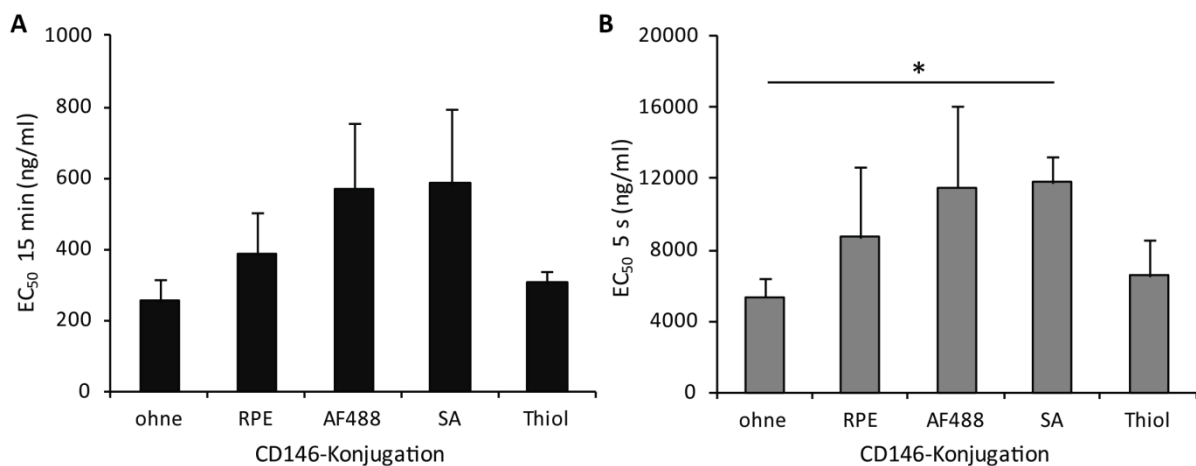 A
EC₅₀ 15 min (ng/ml)
1000
800
600
400
200
0
ohne RPE AF488 SA Thiol
CD146-Konjugation
B
EC₅₀ 5 s (ng/ml)
20000
16000
12000
8000
4000
0
*
ohne RPE AF488 SA Thiol
CD146-Konjugation